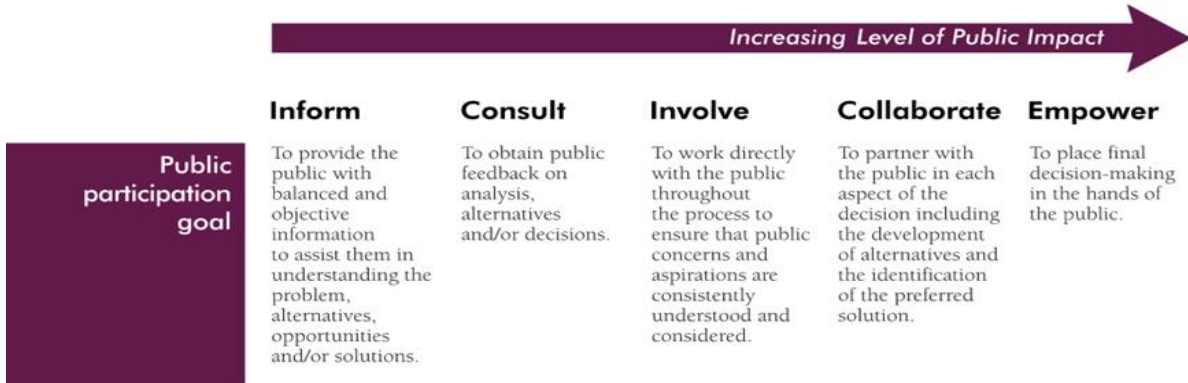 Increasing Level of Public Impact
Inform
Consult
Involve
Collaborate
Empower
Public
participation
goal
To provide the
public with
balanced and
objective
information
to assist them in
understanding the
problem,
alternatives,
opportunities
and/or solutions.
To obtain public
feedback on
analysis,
alternatives
and/or decisions.
To work directly
with the public
throughout
the process to
ensure that public
concerns and
aspirations are
consistently
understood and
considered.
To partner with
the public in each
aspect of the
decision including
the development
of alternatives and
the identification
of the preferred
solution.
To place final
decision-making
in the hands of
the public.